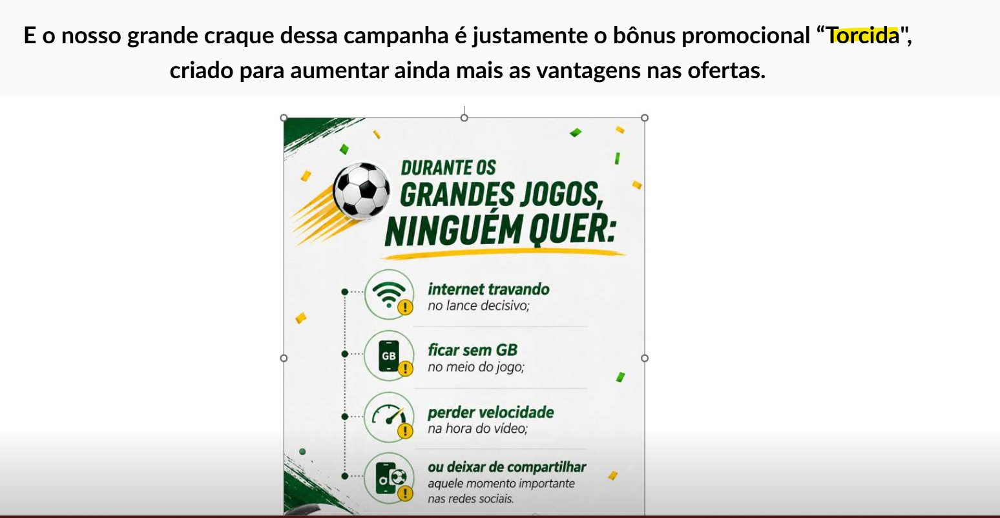 E o nosso grande craque dessa campanha é justamente o bônus promocional “Torcida",
criado para aumentar ainda mais as vantagens nas ofertas.
DURANTE OS
GRANDES JOGOS,
NINGUÉM QUER:
internet travando
no lance decisivo;
GB
ficar sem GB
no meio do jogo;
perder velocidade
na hora do vídeo;
ou deixar de compartilhar
aquele momento importante
nas redes sociais.